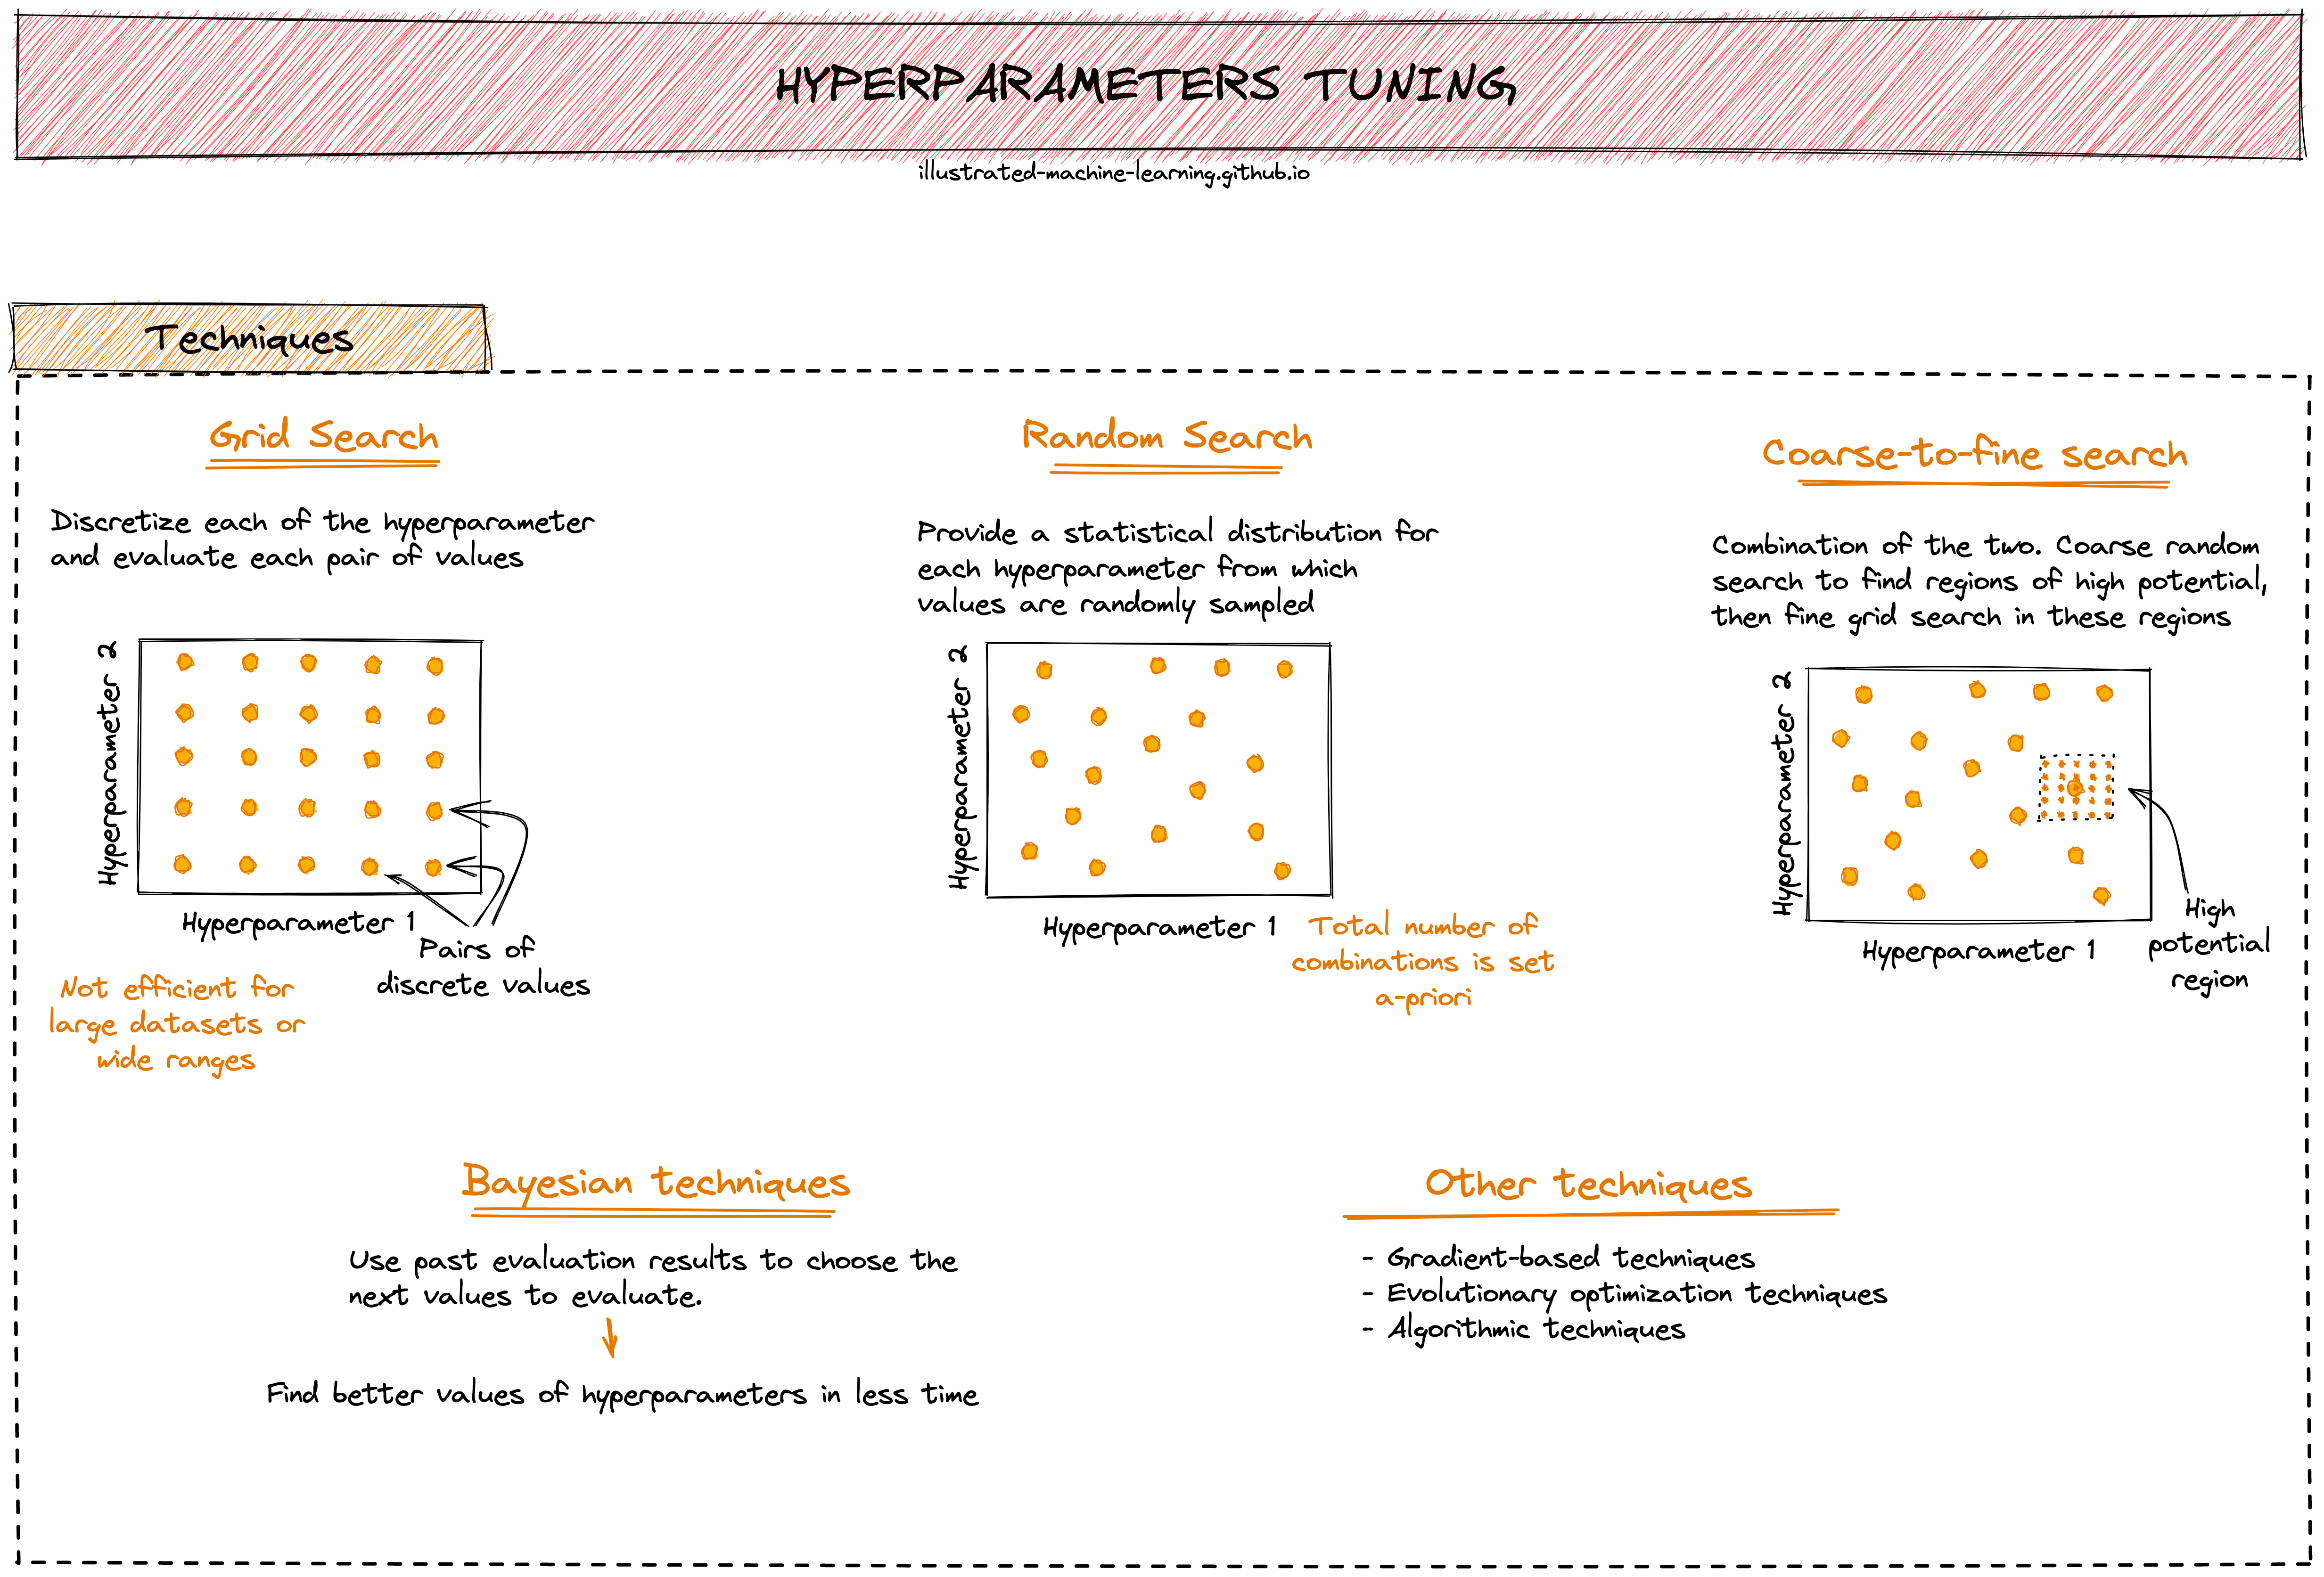 HYPERPARAMETERS TUNING
illustrated-machine-learning.github.io
Techniques
Grid Search
Discretize each of the hyperparameter
and evaluate each pair of values
Hyperparameter 2
Hyperparameter 1
Pairs of
discrete values
Not efficient for
large datasets or
wide ranges
Random Search
Provide a statistical distribution for
each hyperparameter from which
values are randomly sampled
Hyperparameter 2
Hyperparameter 1
Total number of
combinations is set
a-priori
Coarse-to-fine search
Combination of the two. Coarse random
search to find regions of high potential,
then fine grid search in these regions
Hyperparameter 2
Hyperparameter 1
High
potential
region
Bayesian techniques
Use past evaluation results to choose the
next values to evaluate.
Find better values of hyperparameters in less time
Other techniques
- Gradient-based techniques
- Evolutionary optimization techniques
- Algorithmic techniques